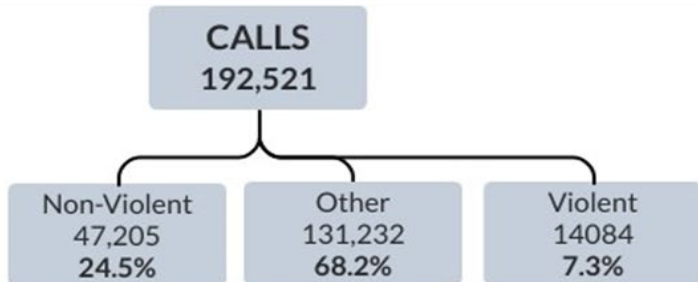 CALLS
192,521
Non-Violent
47,205
24.5%
Other
131,232
68.2%
Violent
14084
7.3%